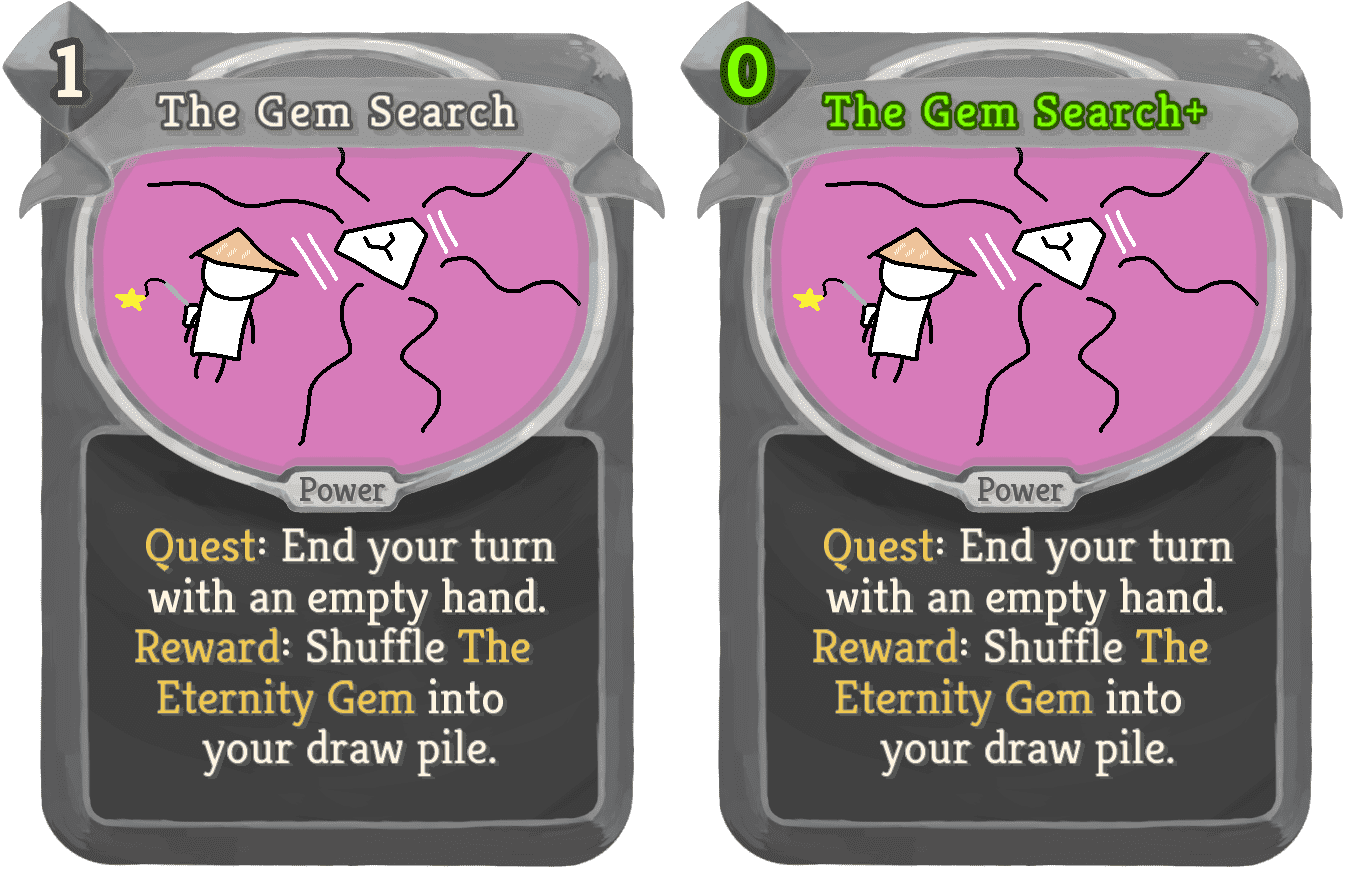 1
The Gem Search
Power
Quest: End your turn
with an empty hand.
Reward: Shuffle The
Eternity Gem into
your draw pile.
0
The Gem Search+
Power
Quest: End your turn
with an empty hand.
Reward: Shuffle The
Eternity Gem into
your draw pile.